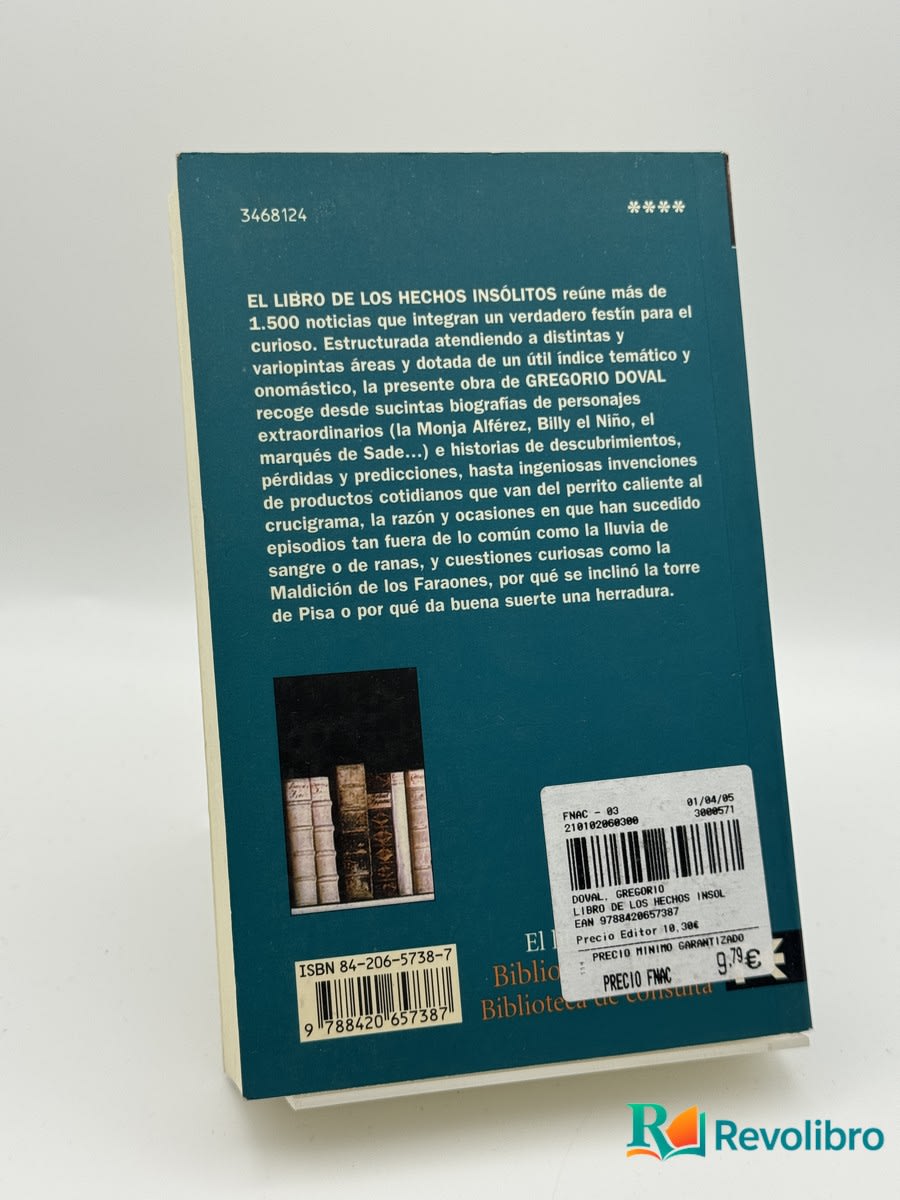 3468124
****
EL LIBRO DE LOS HECHOS INSÓLITOS reúne más de
1.500 noticias que integran un verdadero festín para el
curioso. Estructurada atendiendo a distintas y
variopintas áreas y dotada de un útil índice temático y
onomástico, la presente obra de GREGORIO DOVAL
recoge desde sucintas biografías de personajes
extraordinarios (la Monja Alférez, Billy el Niño, el
marqués de Sade...) e historias de descubrimientos,
pérdidas y predicciones, hasta ingeniosas invenciones
de productos cotidianos que van del perrito caliente al
crucigrama, la razón y ocasiones en que han sucedido
episodios tan fuera de lo común como la lluvia de
sangre o de ranas, y cuestiones curiosas como la
Maldición de los Faraones, por qué se inclinó la torre
de Pisa o por qué da buena suerte una herradura.
FNAC - 03 01/04/05
210102060300 3000571
DOVAL, GREGORIO
LIBRO DE LOS HECHOS INSOL
EAN 9788420657387
Precio Editor 10,30€
PRECIO MINIMO GARANTIZADO
PRECIO FNAC 9,79€
El
Biblio
Biblioteca de consulta
ISBN 84-206-5738-7
9 788420 657387
Revolibro